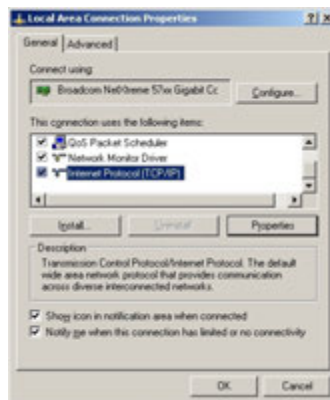 Local Area Connection Properties
General Advanced
Connect using:
Broadcom NetXtreme 57xx Gigabit Cc
Configure...
This connection uses the following items:
QoS Packet Scheduler
Network Monitor Driver
Internet Protocol (TCP/IP)
Install... Uninstall Properties
Description
Transmission Control Protocol/Internet Protocol. The default
wide area network protocol that provides communication
across diverse interconnected networks.
Show icon in notification area when connected
Notify me when this connection has limited or no connectivity
OK Cancel